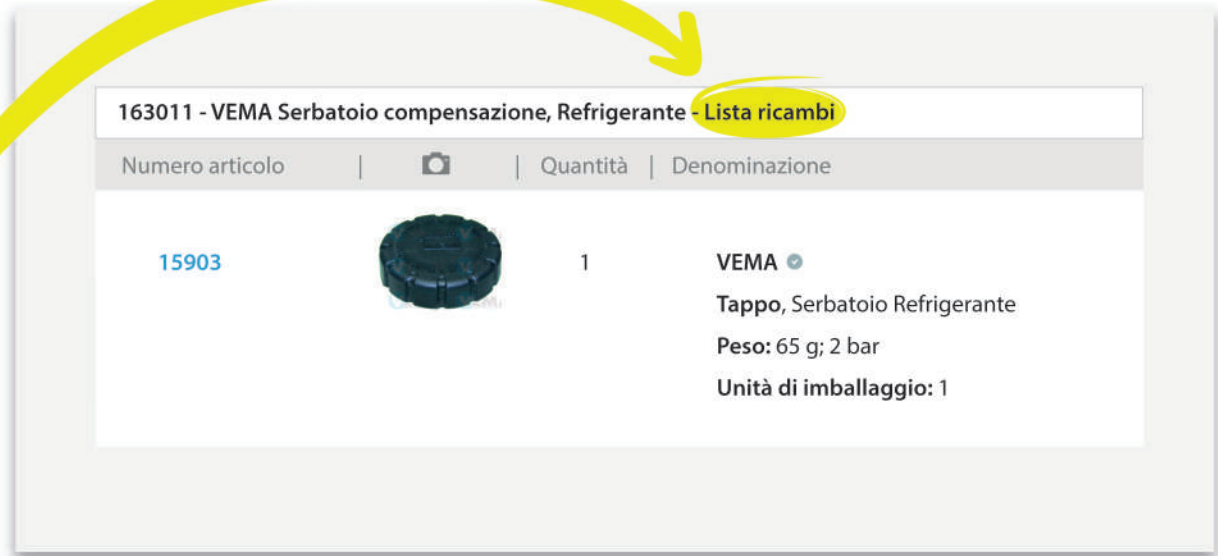 163011 - VEMA Serbatoio compensazione, Refrigerante - Lista ricambi
Numero articolo | | Quantità | Denominazione
15903 1 VEMA
Tappo, Serbatoio Refrigerante
Peso: 65 g; 2 bar
Unità di imballaggio: 1